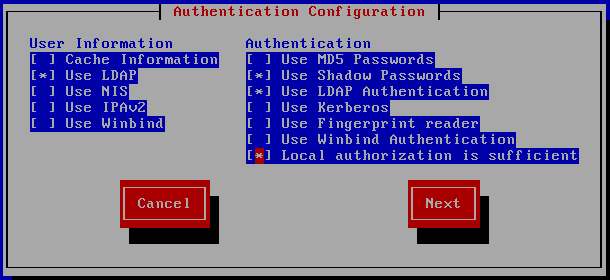 Authentication Configuration
User Information
[ ] Cache Information
[*] Use LDAP
[ ] Use NIS
[ ] Use IPAv2
[ ] Use Winbind
Authentication
[ ] Use MD5 Passwords
[*] Use Shadow Passwords
[*] Use LDAP Authentication
[ ] Use Kerberos
[ ] Use Fingerprint reader
[ ] Use Winbind Authentication
[*] Local authorization is sufficient
Cancel
Next